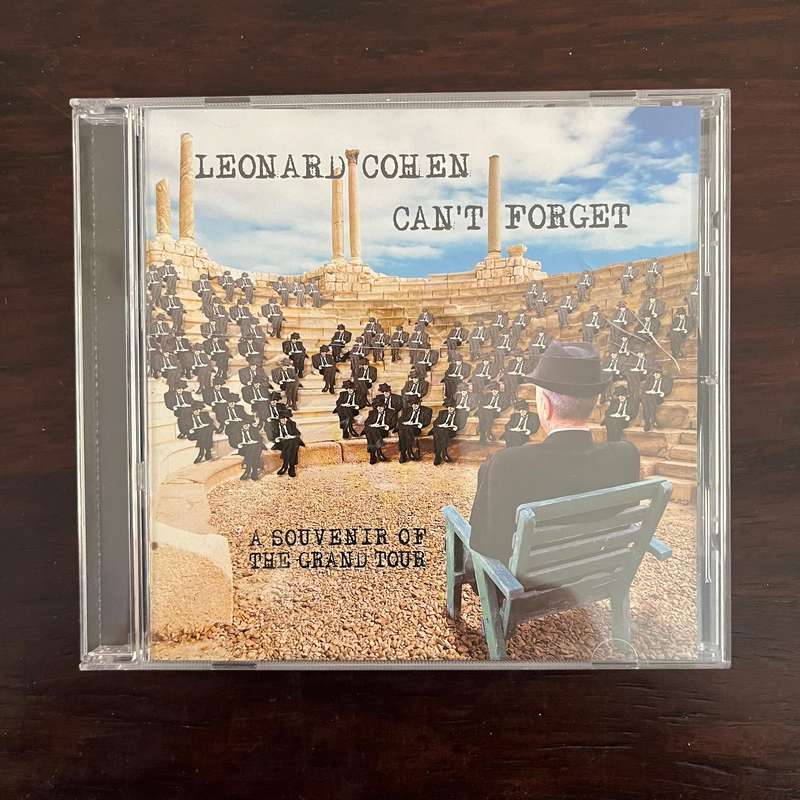 LEONARD COHEN
CAN'T FORGET
A SOUVENIR OF
THE GRAND TOUR